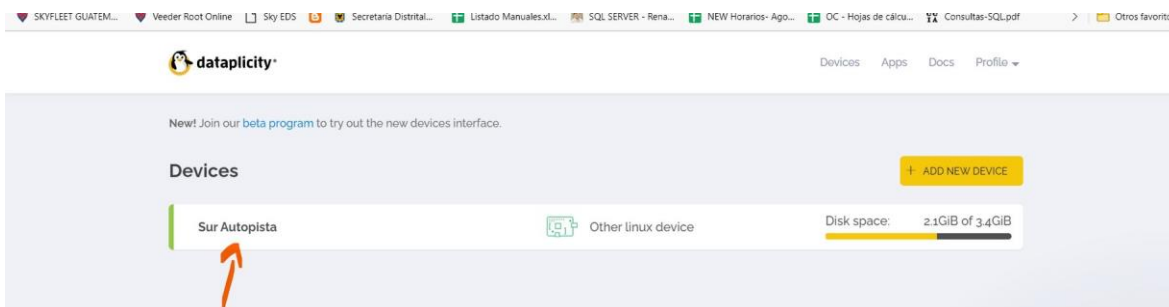 SKYFLEET GUATEM... Veeder Root Online Sky EDS Secretaria Distrital... Listado Manuales.xl... SQL SERVER - Rena... NEW Horarios- Ago... OC - Hojas de cálcu... Consultas-SQL.pdf > Otros favorito
dataplicity Devices Apps Docs Profile
New! Join our beta program to try out the new devices interface.
Devices + ADD NEW DEVICE
Sur Autopista Other linux device Disk space: 2.1GiB of 3.4GiB